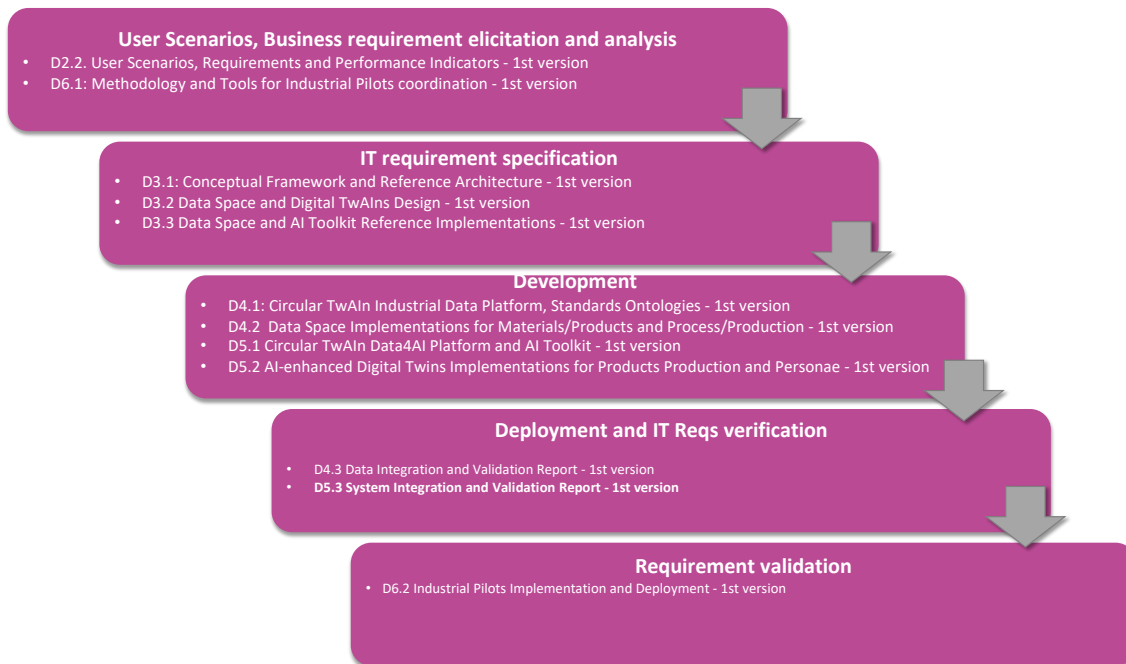 User Scenarios, Business requirement elicitation and analysis
• D2.2. User Scenarios, Requirements and Performance Indicators - 1st version
• D6.1: Methodology and Tools for Industrial Pilots coordination - 1st version
IT requirement specification
• D3.1: Conceptual Framework and Reference Architecture - 1st version
• D3.2 Data Space and Digital TwAIns Design - 1st version
• D3.3 Data Space and AI Toolkit Reference Implementations - 1st version
Development
• D4.1: Circular TwAIn Industrial Data Platform, Standards Ontologies - 1st version
• D4.2 Data Space Implementations for Materials/Products and Process/Production - 1st version
• D5.1 Circular TwAIn Data4AI Platform and AI Toolkit - 1st version
• D5.2 AI-enhanced Digital Twins Implementations for Products Production and Personae - 1st version
Deployment and IT Reqs verification
• D4.3 Data Integration and Validation Report - 1st version
• D5.3 System Integration and Validation Report - 1st version
Requirement validation
• D6.2 Industrial Pilots Implementation and Deployment - 1st version